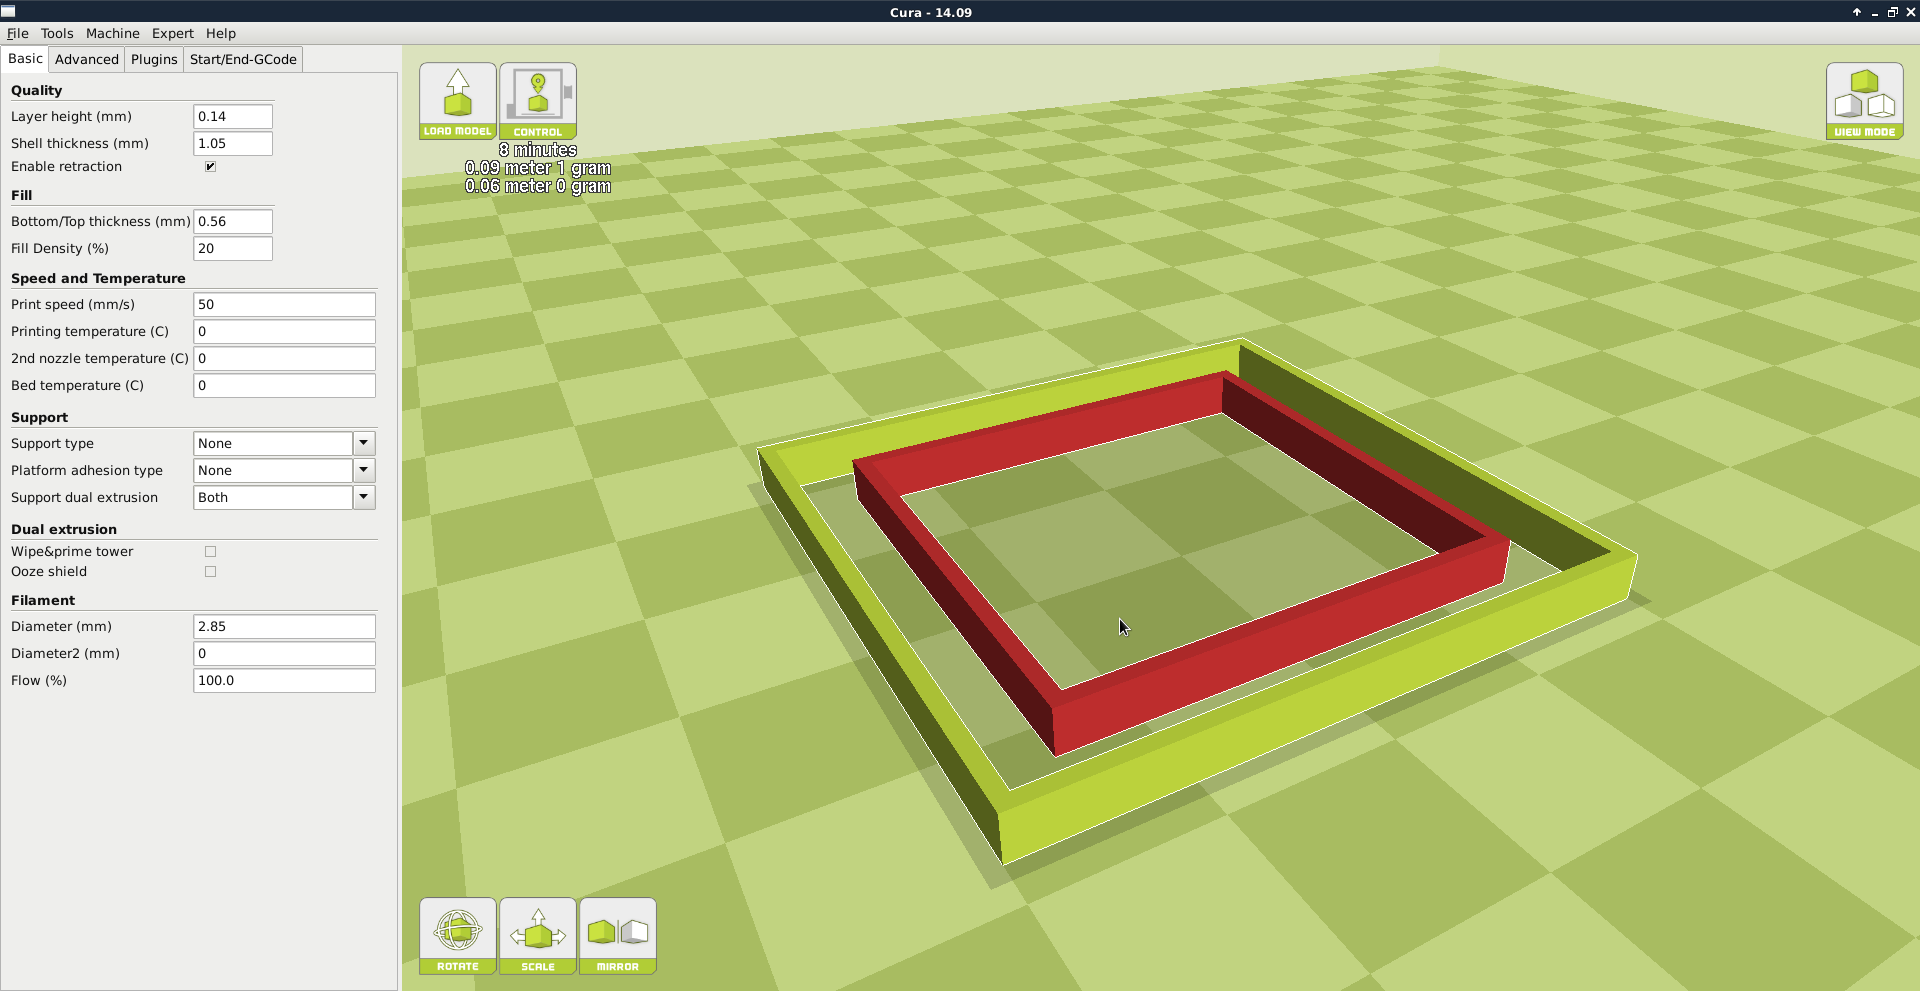 Cura - 14.09
File Tools Machine Expert Help
Basic Advanced Plugins Start/End-GCode
Quality
Layer height (mm) 0.14
Shell thickness (mm) 1.05
Enable retraction
Fill
Bottom/Top thickness (mm) 0.56
Fill Density (%) 20
Speed and Temperature
Print speed (mm/s) 50
Printing temperature (C) 0
2nd nozzle temperature (C) 0
Bed temperature (C) 0
Support
Support type None
Platform adhesion type None
Support dual extrusion Both
Dual extrusion
Wipe&prime tower
Ooze shield
Filament
Diameter (mm) 2.85
Diameter2 (mm) 0
Flow (%) 100.0
LOAD MODEL CONTROL
8 minutes
0.09 meter 1 gram
0.06 meter 0 gram
VIEW MODE
ROTATE SCALE MIRROR